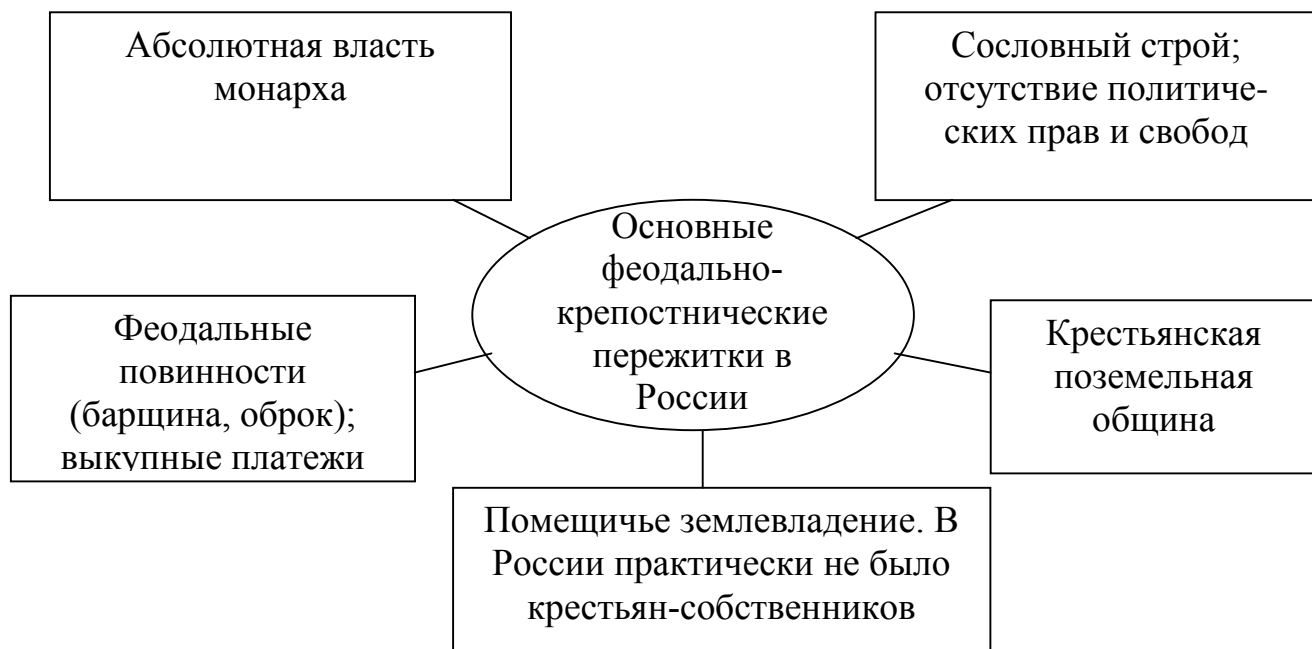 Абсолютная власть
монарха
Сословный строй;
отсутствие политиче-
ских прав и свобод
Основные
феодально-
крепостнические
пережитки в
России
Феодальные
повинности
(барщина, оброк);
выкупные платежи
Крестьянская
поземельная
община
Помещичье землевладение. В
России практически не было
крестьян-собственников